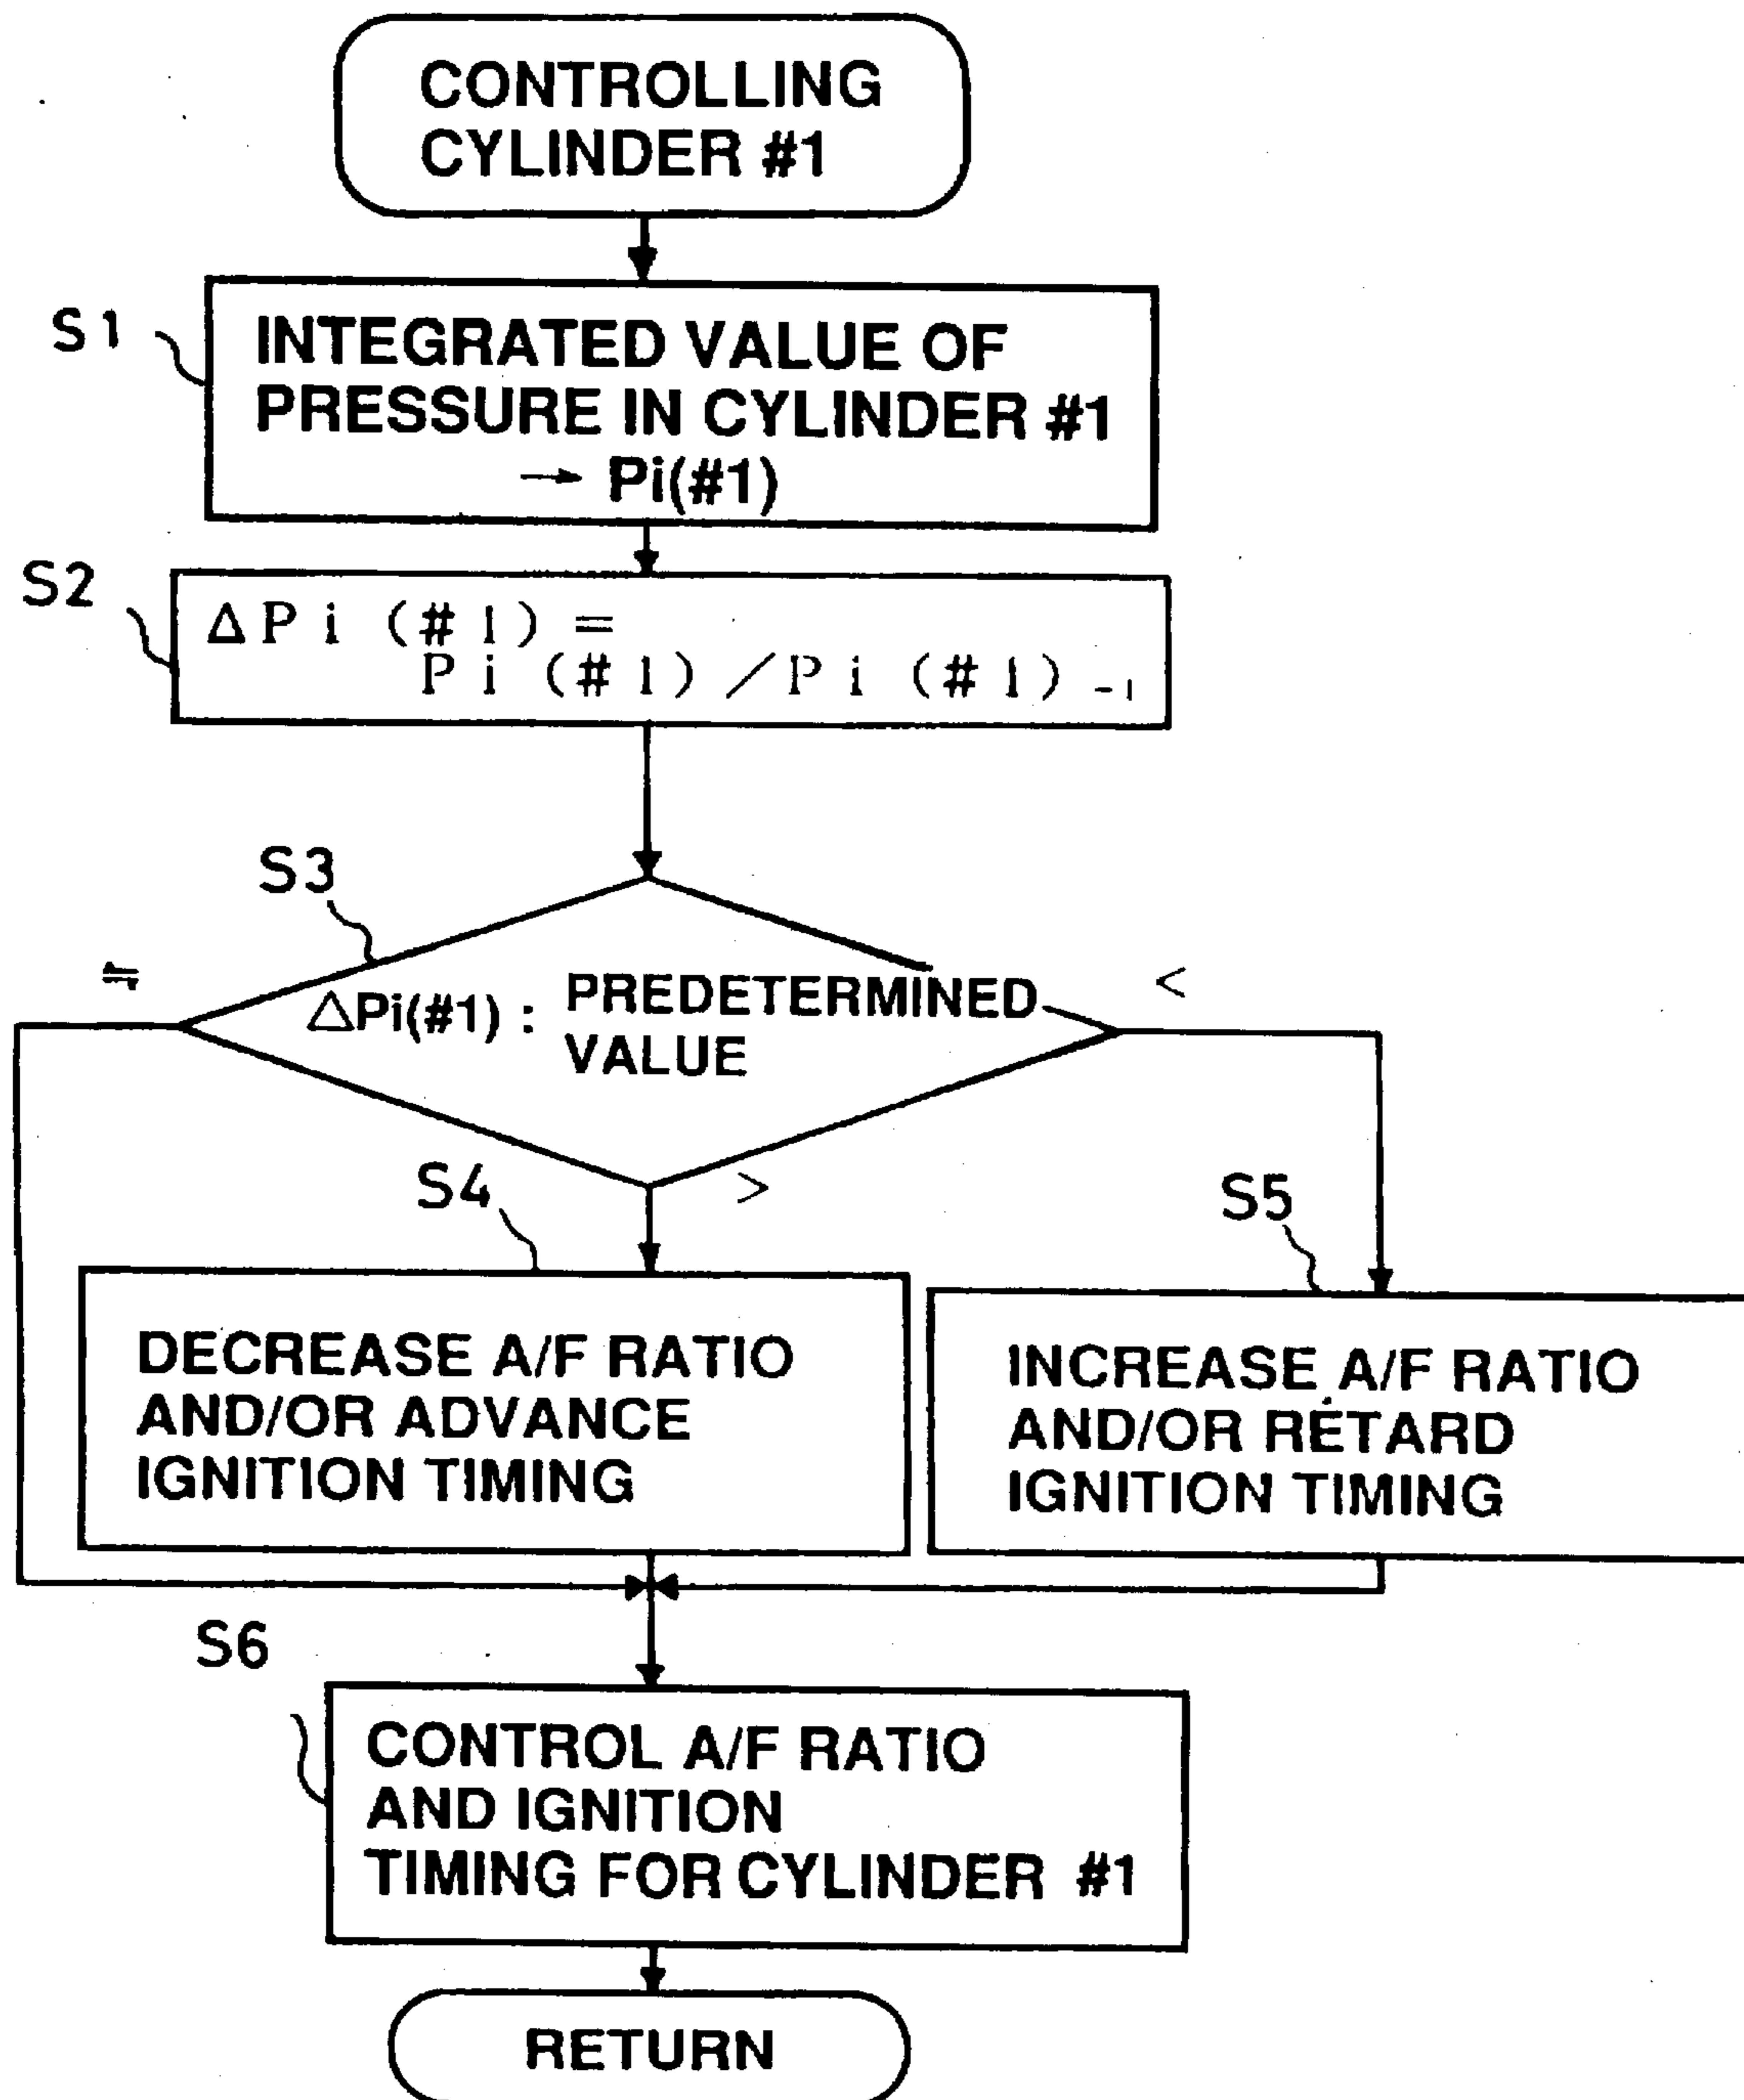 CONTROLLING
CYLINDER #1
S1
INTEGRATED VALUE OF
PRESSURE IN CYLINDER #1
→ Pi(#1)
S2
ΔPi (#1) =
Pi (#1) ／Pi (#1) -1
S3
≒
ΔPi(#1) : PREDETERMINED
VALUE
<
S4
>
S5
DECREASE A/F RATIO
AND/OR ADVANCE
IGNITION TIMING
INCREASE A/F RATIO
AND/OR RETARD
IGNITION TIMING
S6
CONTROL A/F RATIO
AND IGNITION
TIMING FOR CYLINDER #1
RETURN